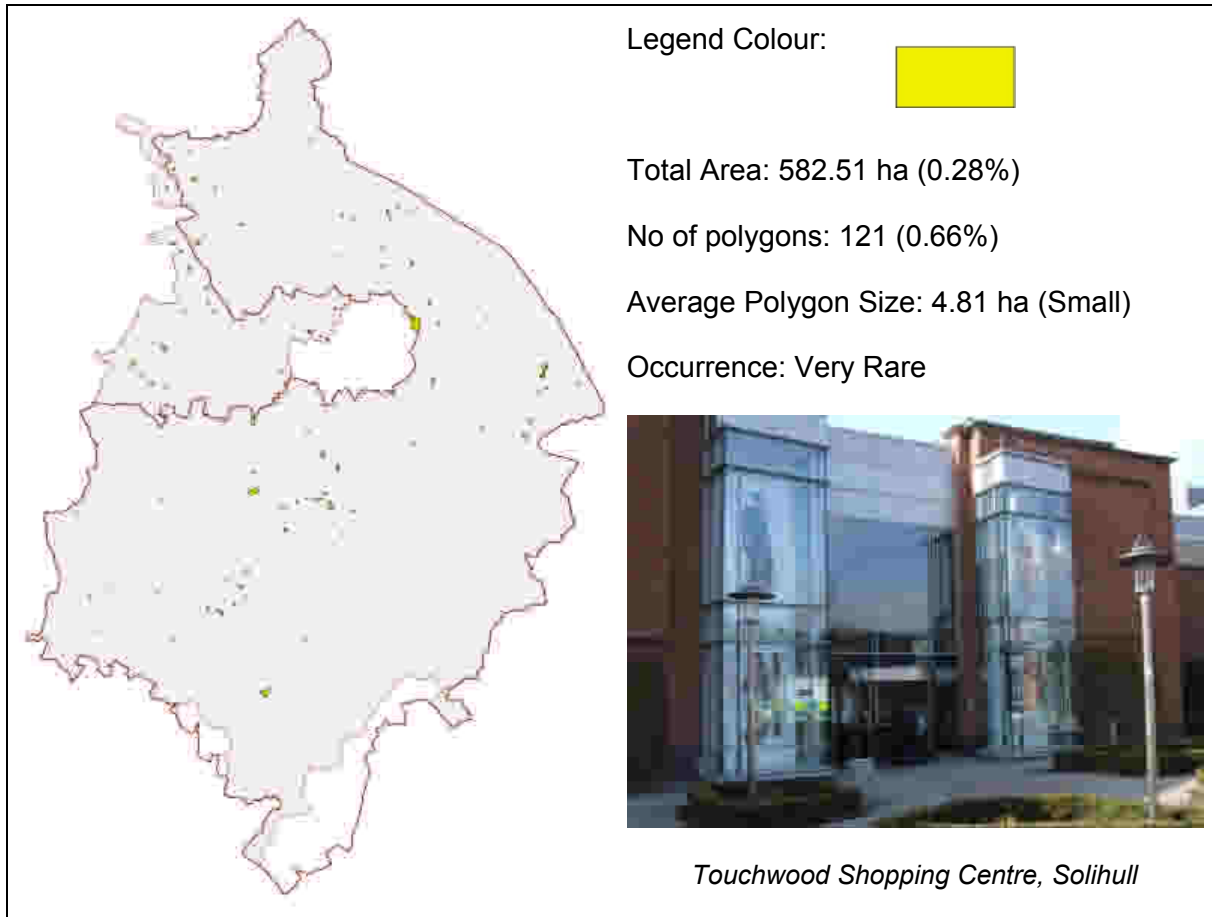 Legend Colour:
Total Area: 582.51 ha (0.28%)
No of polygons: 121 (0.66%)
Average Polygon Size: 4.81 ha (Small)
Occurrence: Very Rare
Touchwood Shopping Centre, Solihull